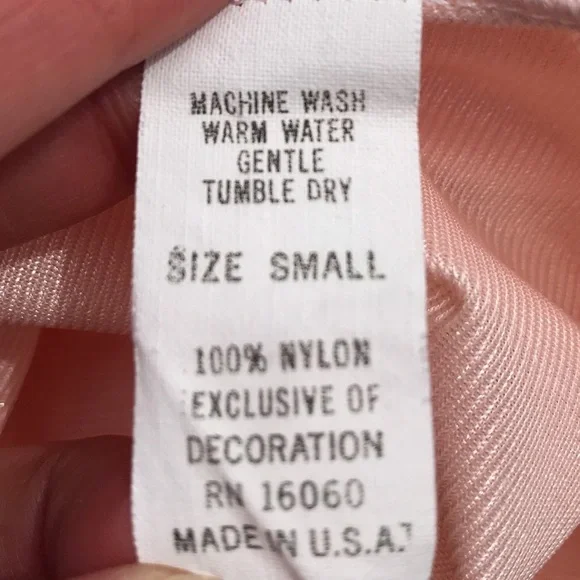 MACHINE WASH
WARM WATER
GENTLE
TUMBLE DRY
SIZE SMALL
100% NYLON
EXCLUSIVE OF
DECORATION
RN 16060
MADE IN U.S.A.